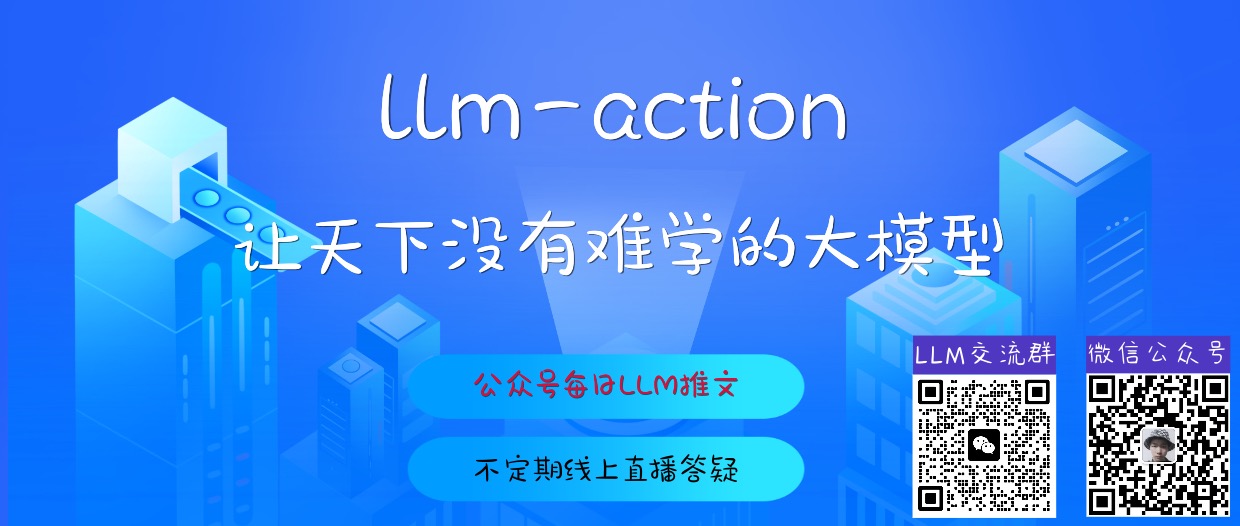 llm-action
让天下没有难学的大模型
公众号每日LLM推文
不定期线上直播答疑
LLM交流群
微信公众号